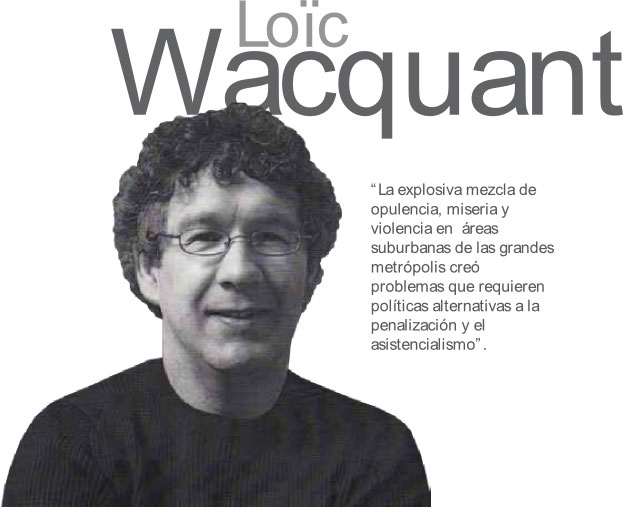 Loïc
Wacquant
“La explosiva mezcla de
opulencia, miseria y
violencia en áreas
suburbanas de las grandes
metrópolis creó
problemas que requieren
políticas alternativas a la
penalización y el
asistencialismo”.